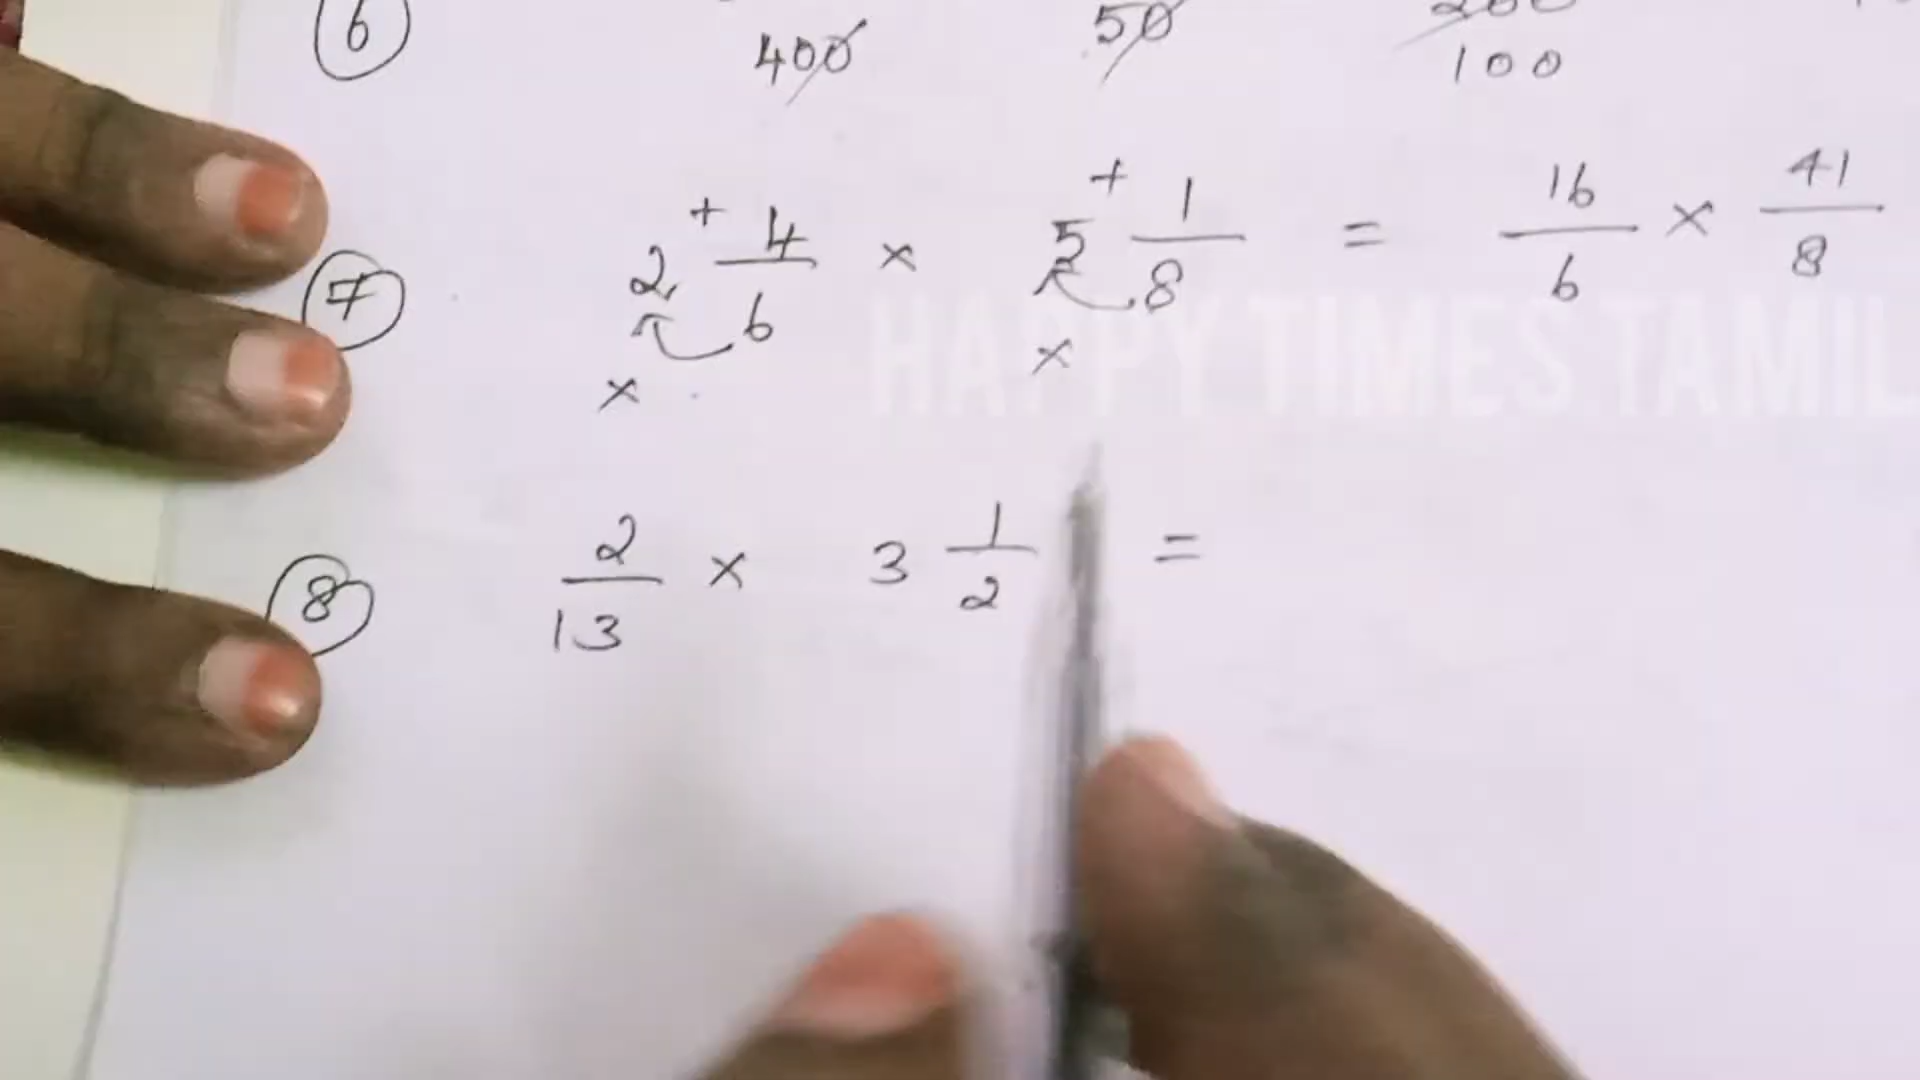 6 400 50 200
100
7 2 + 4/6 × 5 + 1/8 = 16/6 × 41/8
× ×
HAPPY TIMES TAMIL
8 2/13 × 3 1/2 =